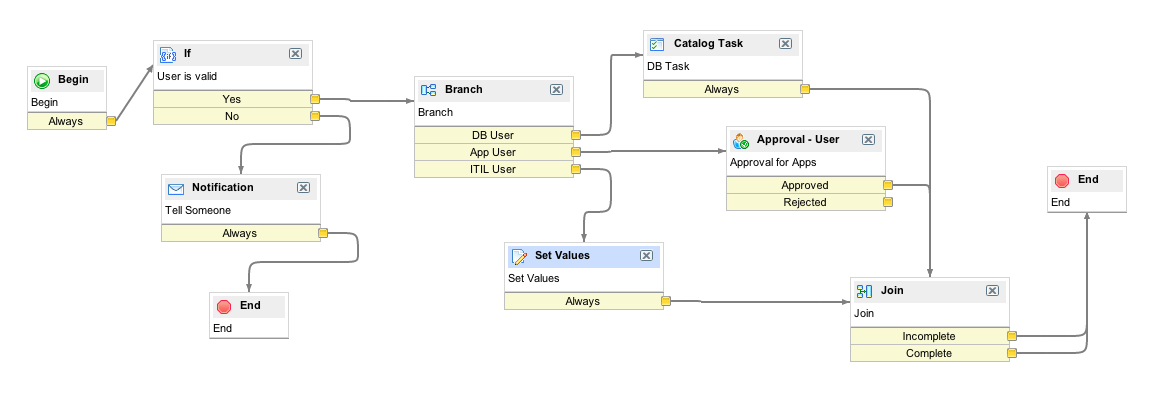 Begin
Begin
Always
If
User is valid
Yes
No
Notification
Tell Someone
Always
End
End
Branch
Branch
DB User
App User
ITIL User
Catalog Task
DB Task
Always
Approval - User
Approval for Apps
Approved
Rejected
Set Values
Set Values
Always
Join
Join
Incomplete
Complete
End
End